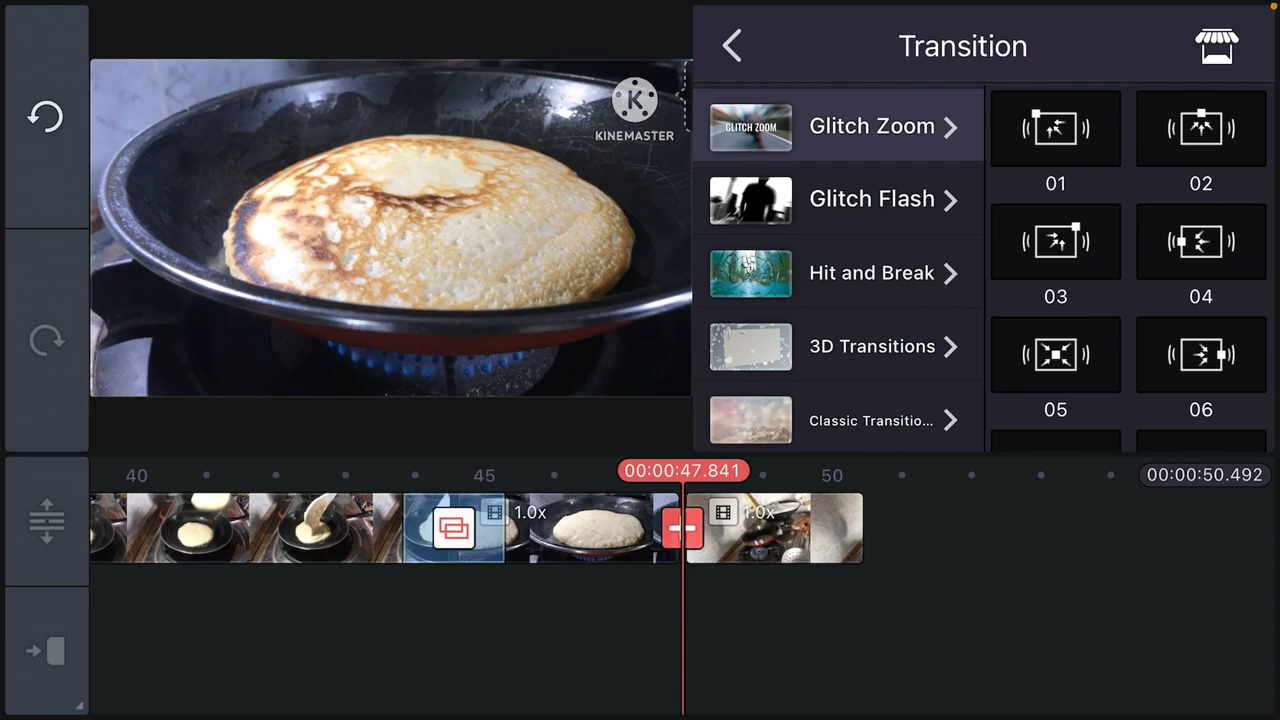 Transition
K
KINEMASTER
GLITCH ZOOM
Glitch Zoom
Glitch Flash
Hit and Break
3D Transitions
Classic Transitio...
01
02
03
04
05
06
40
45
00:00:47.841
50
00:00:50.492
1.0x
1.0x